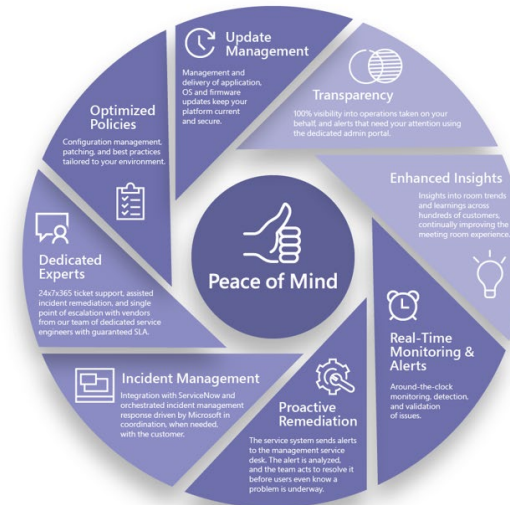 Update
Management
Management and
delivery of application,
OS and firmware
updates keep your
platform current
and secure.
Transparency
100% visibility into operations taken on your
behalf, and alerts that need your attention using
the dedicated admin portal.
Enhanced Insights
Insights into room trends
and learnings across
hundreds of customers,
continually improving the
meeting room experience.
Real-Time
Monitoring &
Alerts
Around-the-clock
monitoring, detection,
and validation
of issues.
Proactive
Remediation
The service system sends alerts
to the management service
desk. The alert is analyzed,
and the team acts to resolve it
before users even know a
problem is underway.
Incident Management
Integration with ServiceNow and
orchestrated incident management
response driven by Microsoft in
coordination, when needed,
with the customer.
Dedicated
Experts
24x7x365 ticket support, assisted
incident remediation, and single
point of escalation with vendors
from our team of dedicated service
engineers with guaranteed SLA.
Optimized
Policies
Configuration management,
patching, and best practices
tailored to your environment.
Peace of Mind